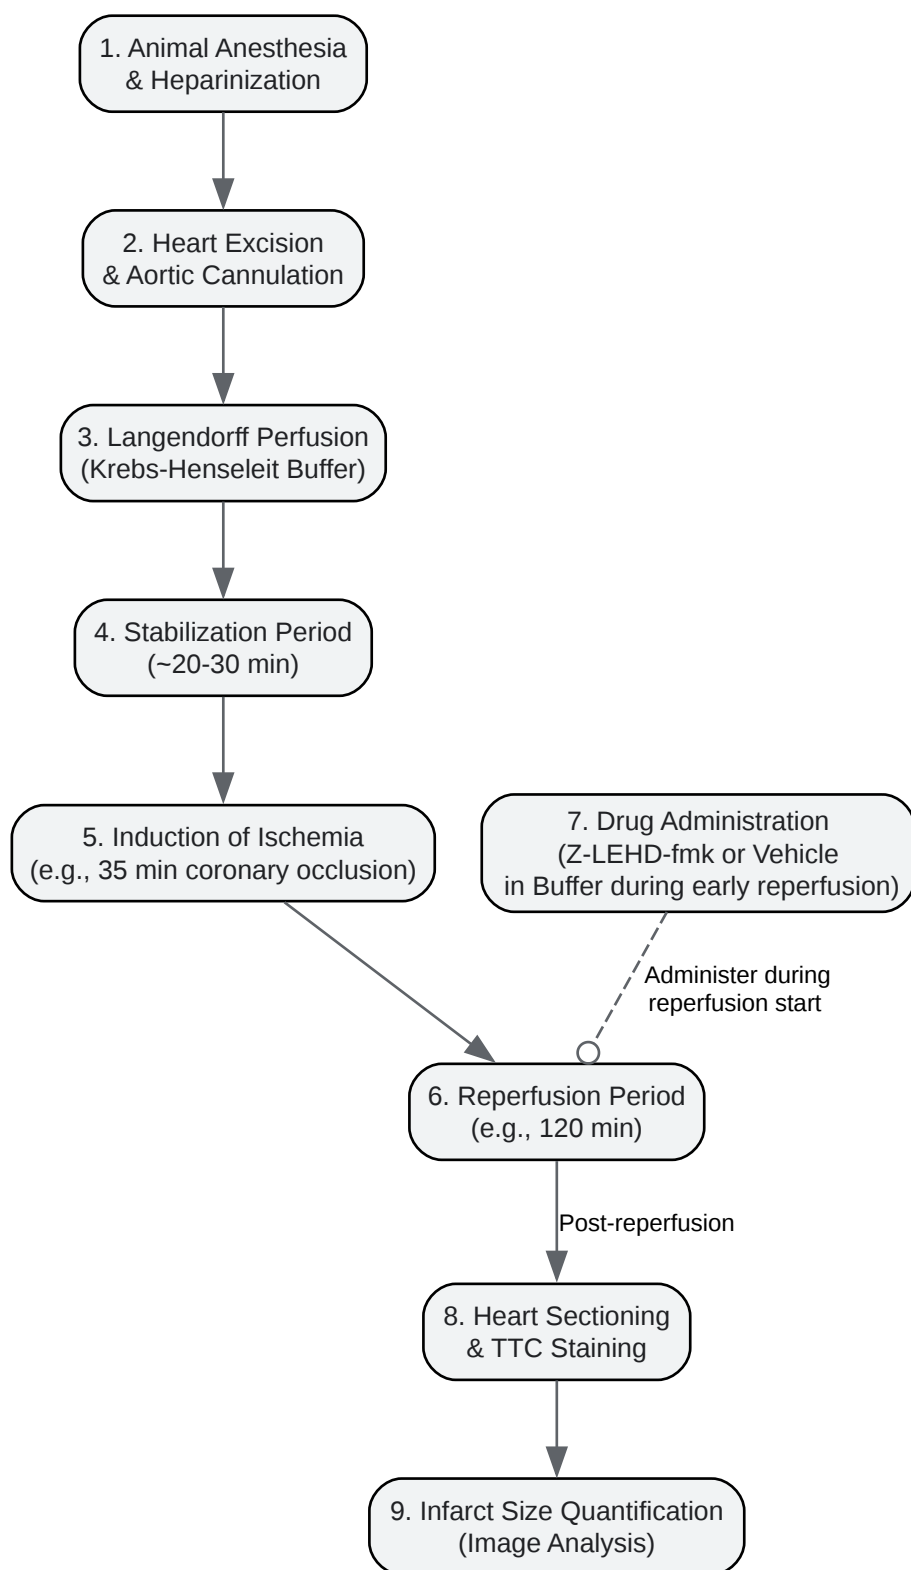 1. Animal Anesthesia
& Heparinization
2. Heart Excision
& Aortic Cannulation
3. Langendorff Perfusion
(Krebs-Henseleit Buffer)
4. Stabilization Period
(~20-30 min)
5. Induction of Ischemia
(e.g., 35 min coronary occlusion)
7. Drug Administration
(Z-LEHD-fmk or Vehicle
in Buffer during early reperfusion)
Administer during
reperfusion start
6. Reperfusion Period
(e.g., 120 min)
Post-reperfusion
8. Heart Sectioning
& TTC Staining
9. Infarct Size Quantification
(Image Analysis)